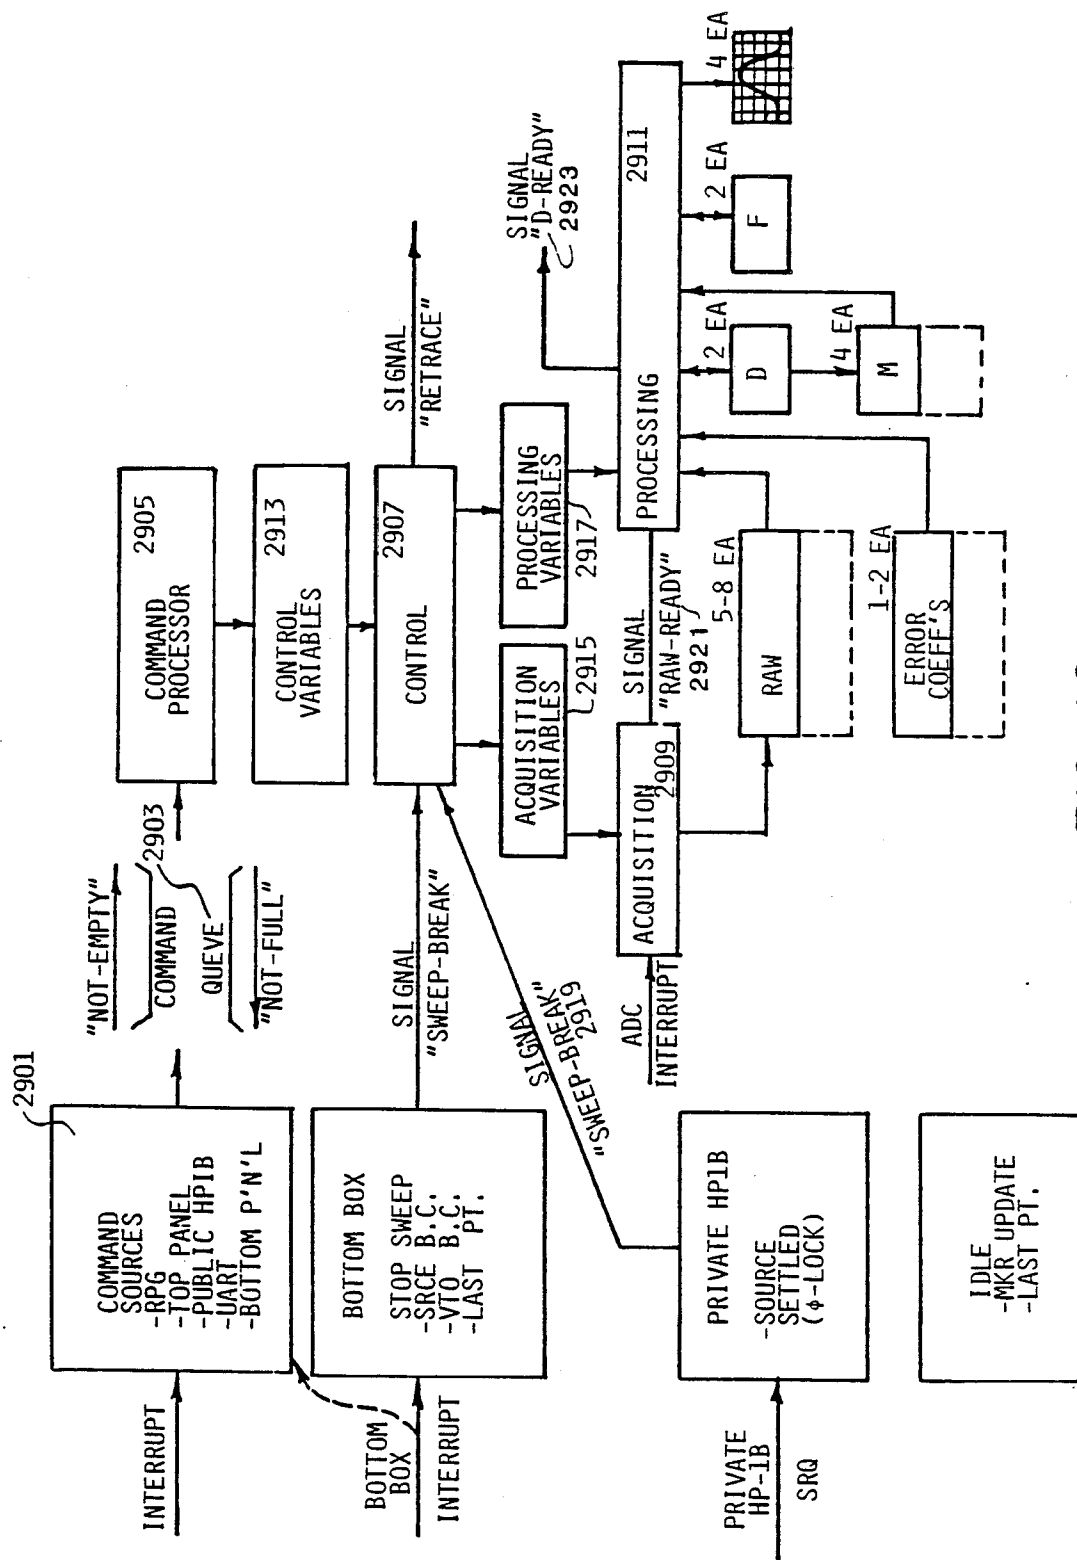 INTERRUPT
2901
COMMAND
SOURCES
-RPG
-TOP PANEL
-PUBLIC HPIB
-UART
-BOTTOM P'N'L
"NOT-EMPTY"
COMMAND
QUEVE
2903
"NOT-FULL"
COMMAND
PROCESSOR
2905
CONTROL
VARIABLES
2913
BOTTOM
BOX
INTERRUPT
BOTTOM BOX
STOP SWEEP
-SRCE B.C.
-VTO B.C.
-LAST PT.
SIGNAL
"SWEEP-BREAK"
CONTROL
2907
SIGNAL
"RETRACE"
SIGNAL
"SWEEP-BREAK"
2919
ACQUISITION
VARIABLES
2915
PROCESSING
VARIABLES
2917
SIGNAL
"D-READY"
2923
ADC
INTERRUPT
ACQUISITION
2909
SIGNAL
"RAW-READY"
2921
PROCESSING
2911
PRIVATE
HP-1B
SRQ
PRIVATE HP1B
-SOURCE
SETTLED
(φ-LOCK)
RAW
5-8 EA
D
2 EA
F
2 EA
4 EA
M
4 EA
ERROR
COEFF'S
1-2 EA
IDLE
-MKR UPDATE
-LAST PT.